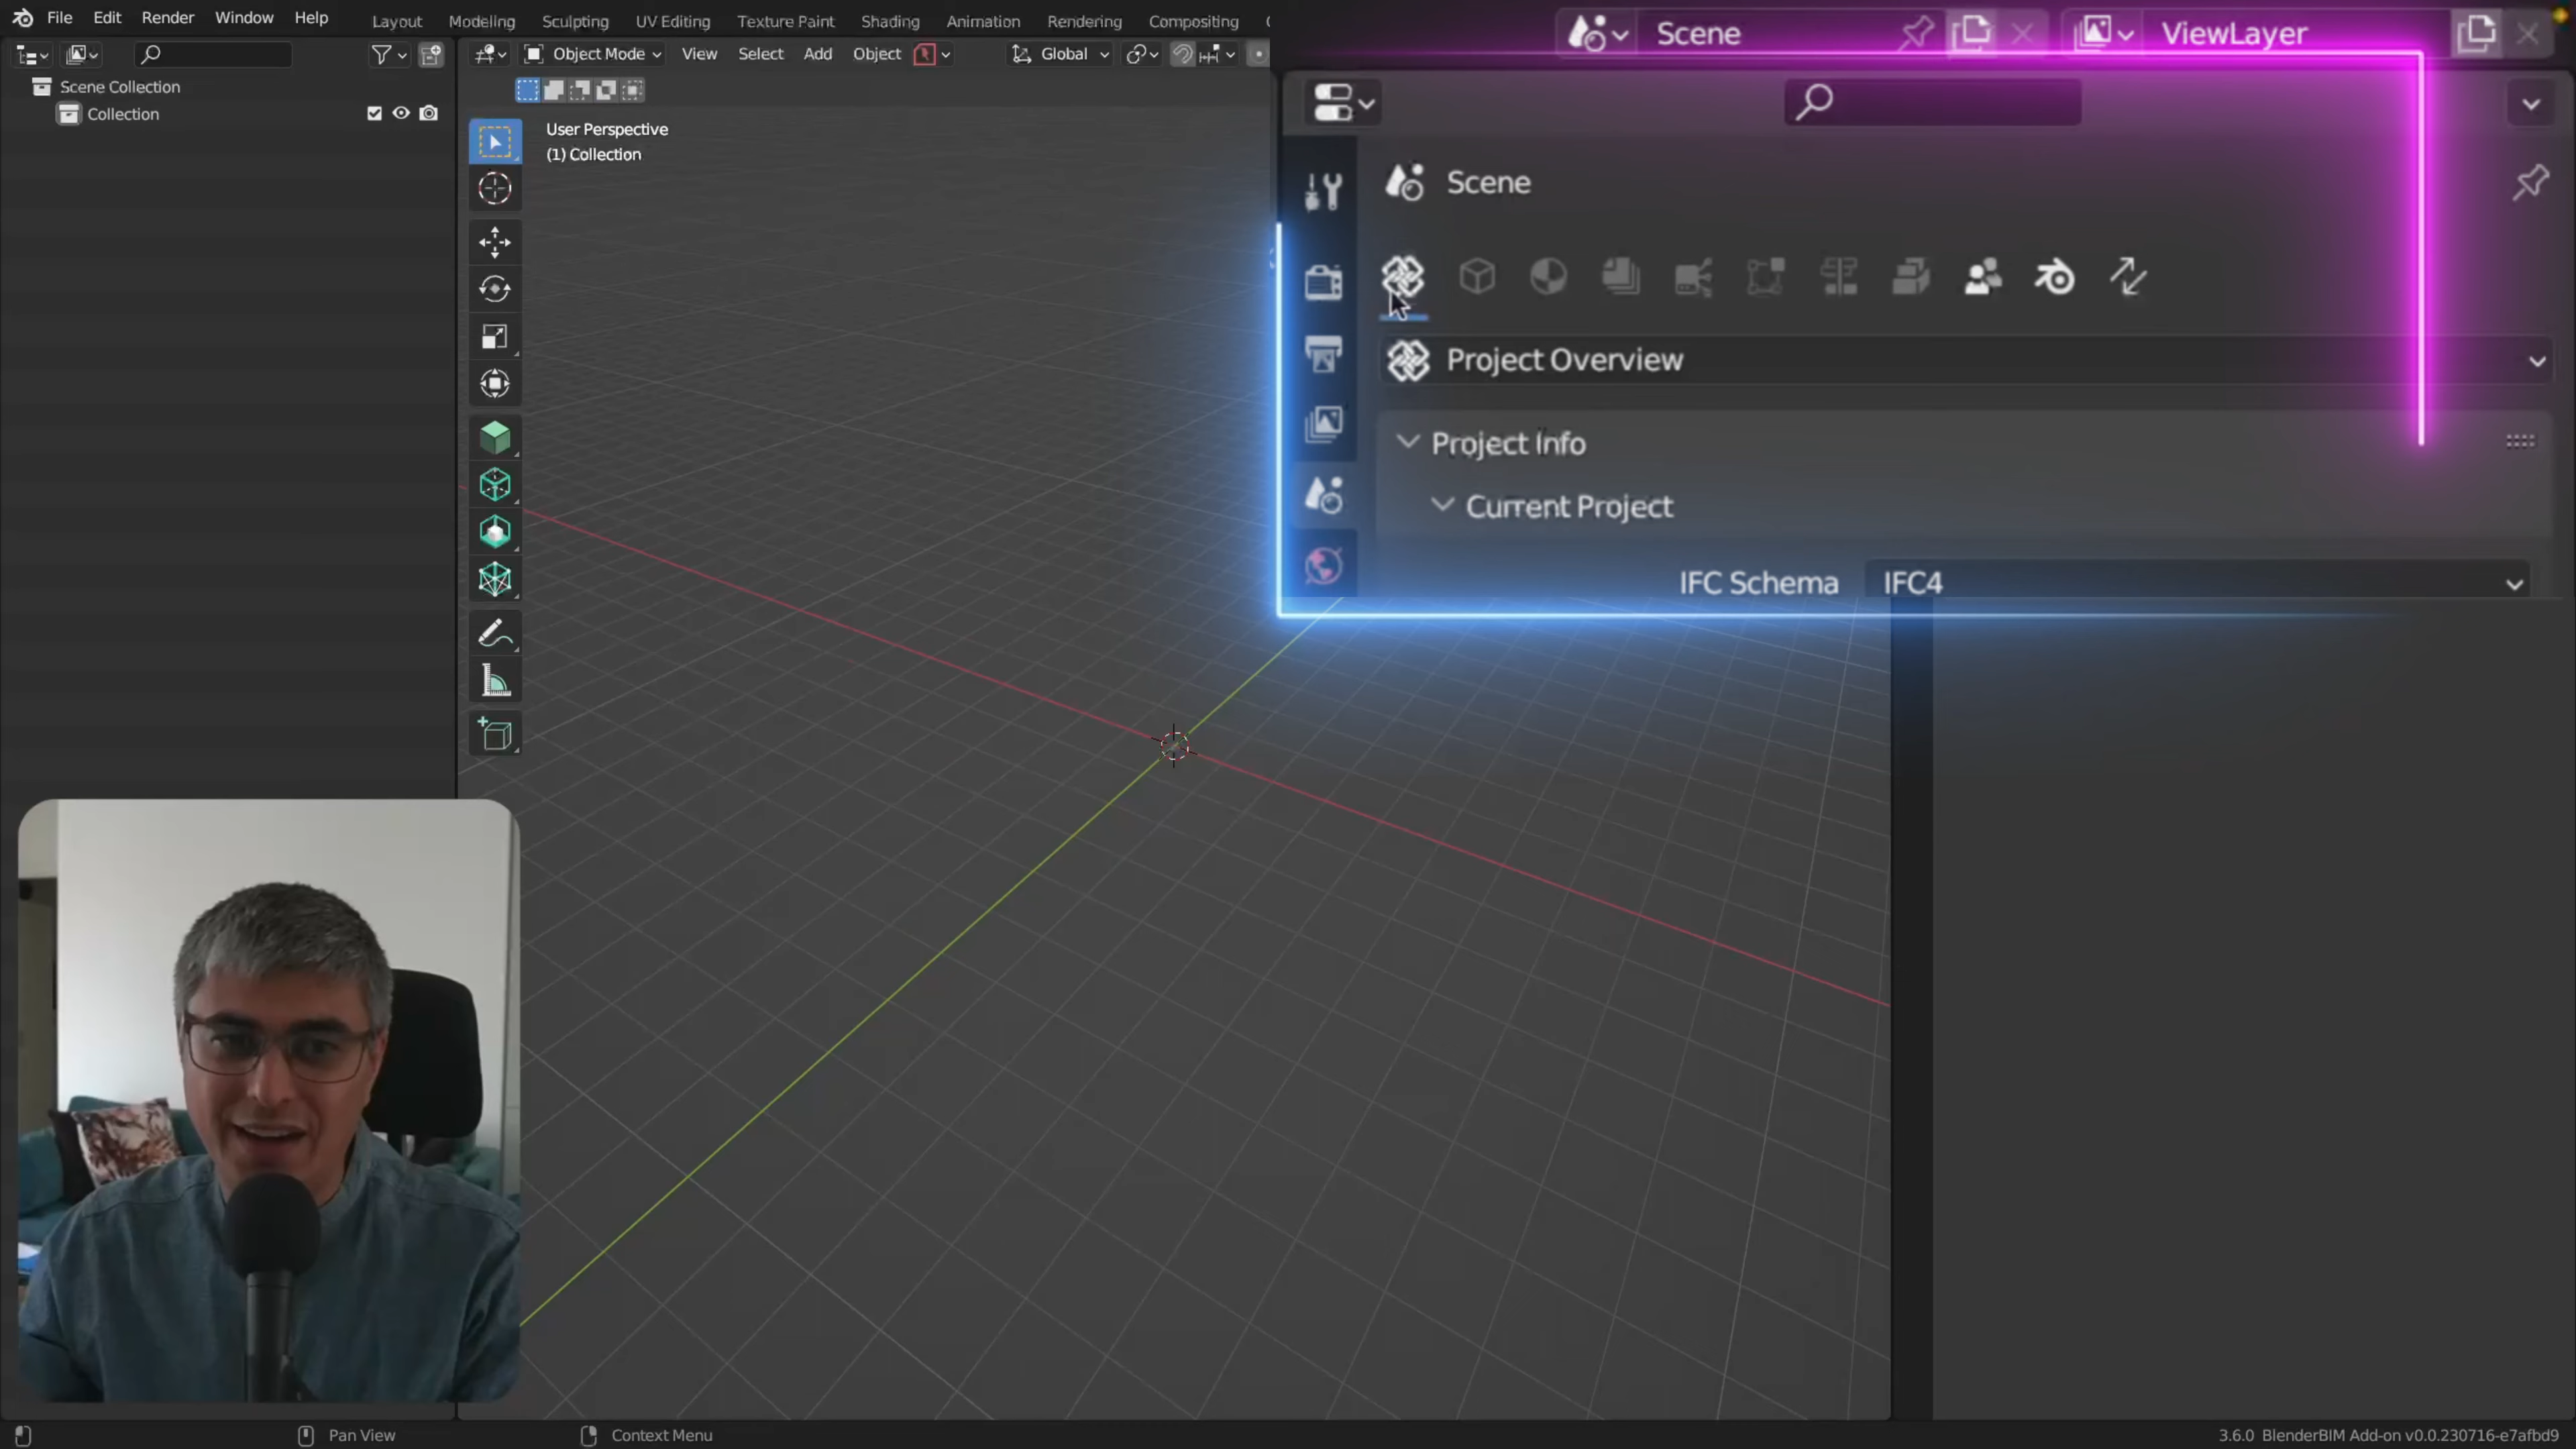 File Edit Render Window Help
Layout Modeling Sculpting UV Editing Texture Paint Shading Animation Rendering Compositing
Scene ViewLayer
Object Mode View Select Add Object Global
Scene Collection
Collection
User Perspective
(1) Collection
Scene
Project Overview
Project Info
Current Project
IFC Schema IFC4
Pan View Context Menu 3.6.0 BlenderBIM Add-on v0.0.230716-e7afbd9